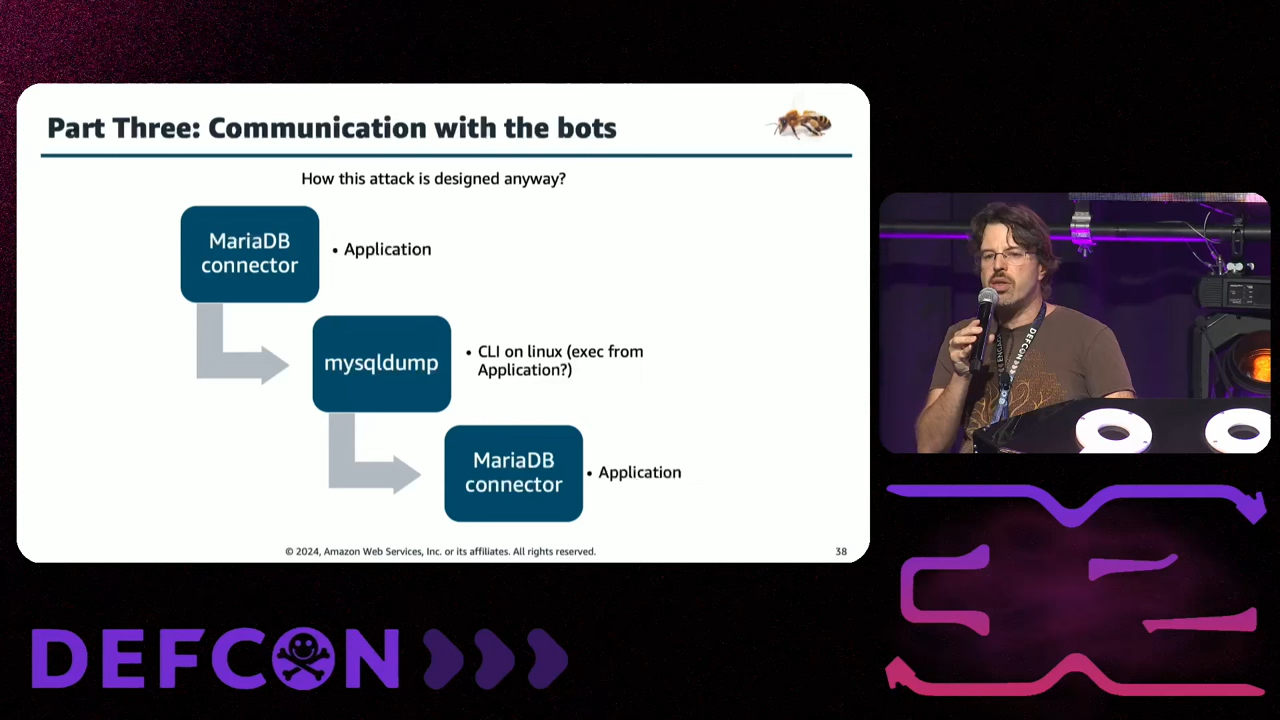 Part Three: Communication with the bots
How this attack is designed anyway?
MariaDB
connector
• Application
mysqldump
• CLI on linux (exec from
Application?)
MariaDB
connector
• Application
© 2024, Amazon Web Services, Inc. or its affiliates. All rights reserved.
38
DEFCON
DEFCON
ENGAGE